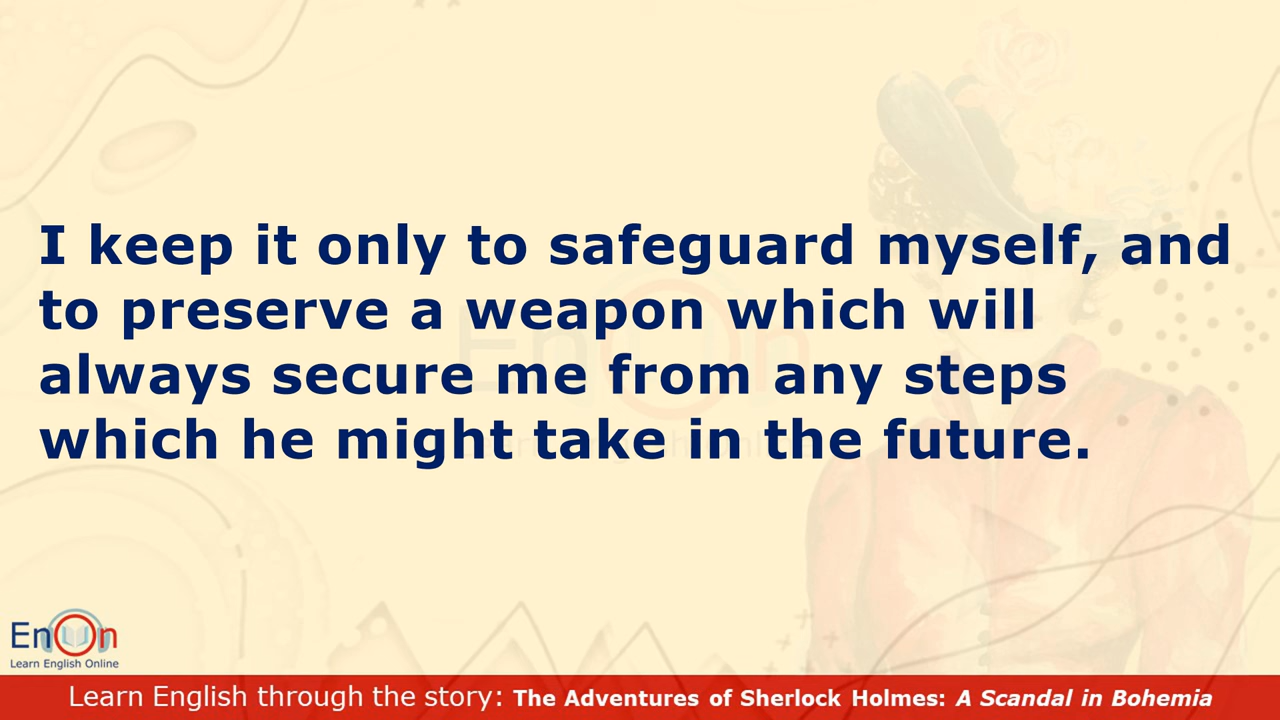 I keep it only to safeguard myself, and
to preserve a weapon which will
always secure me from any steps
which he might take in the future.
EnOn
Learn English Online
Learn English through the story: The Adventures of Sherlock Holmes: A Scandal in Bohemia